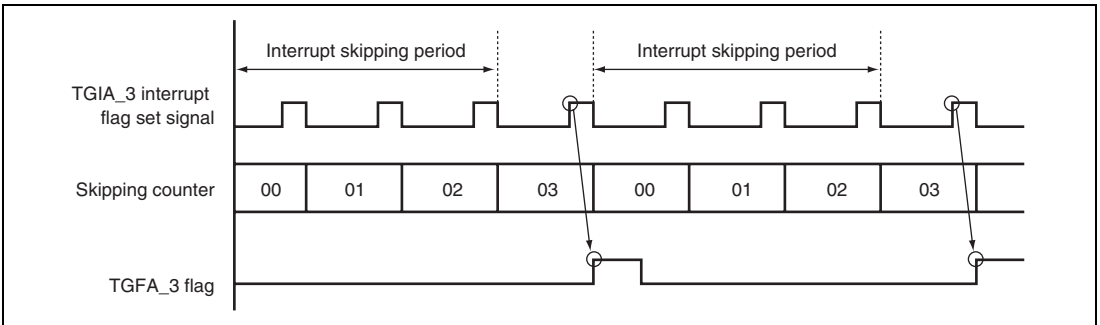 Interrupt skipping period Interrupt skipping period
TGIA_3 interrupt
flag set signal
Skipping counter 00 01 02 03 00 01 02 03
TGFA_3 flag